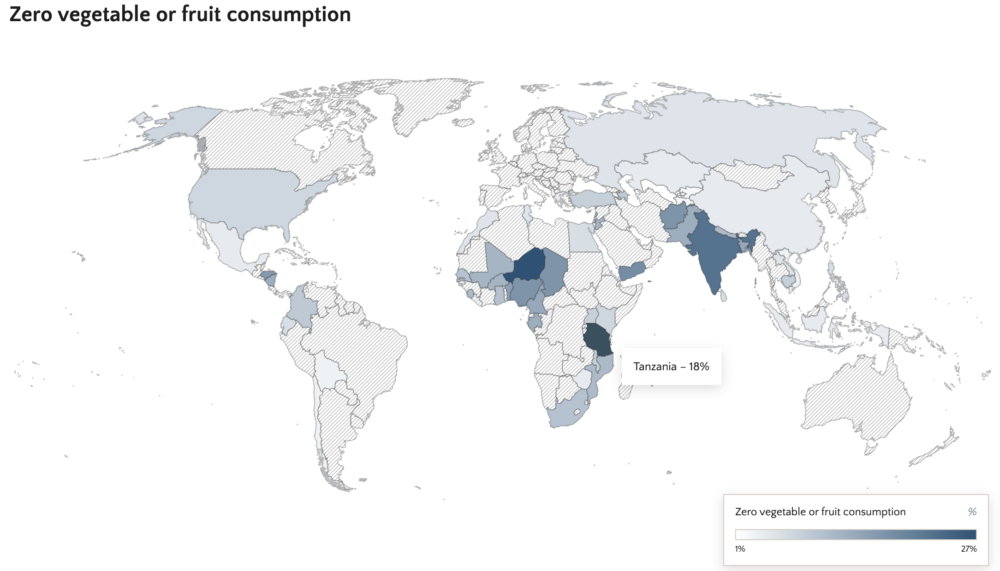 Zero vegetable or fruit consumption
Tanzania – 18%
Zero vegetable or fruit consumption %
1% 27%